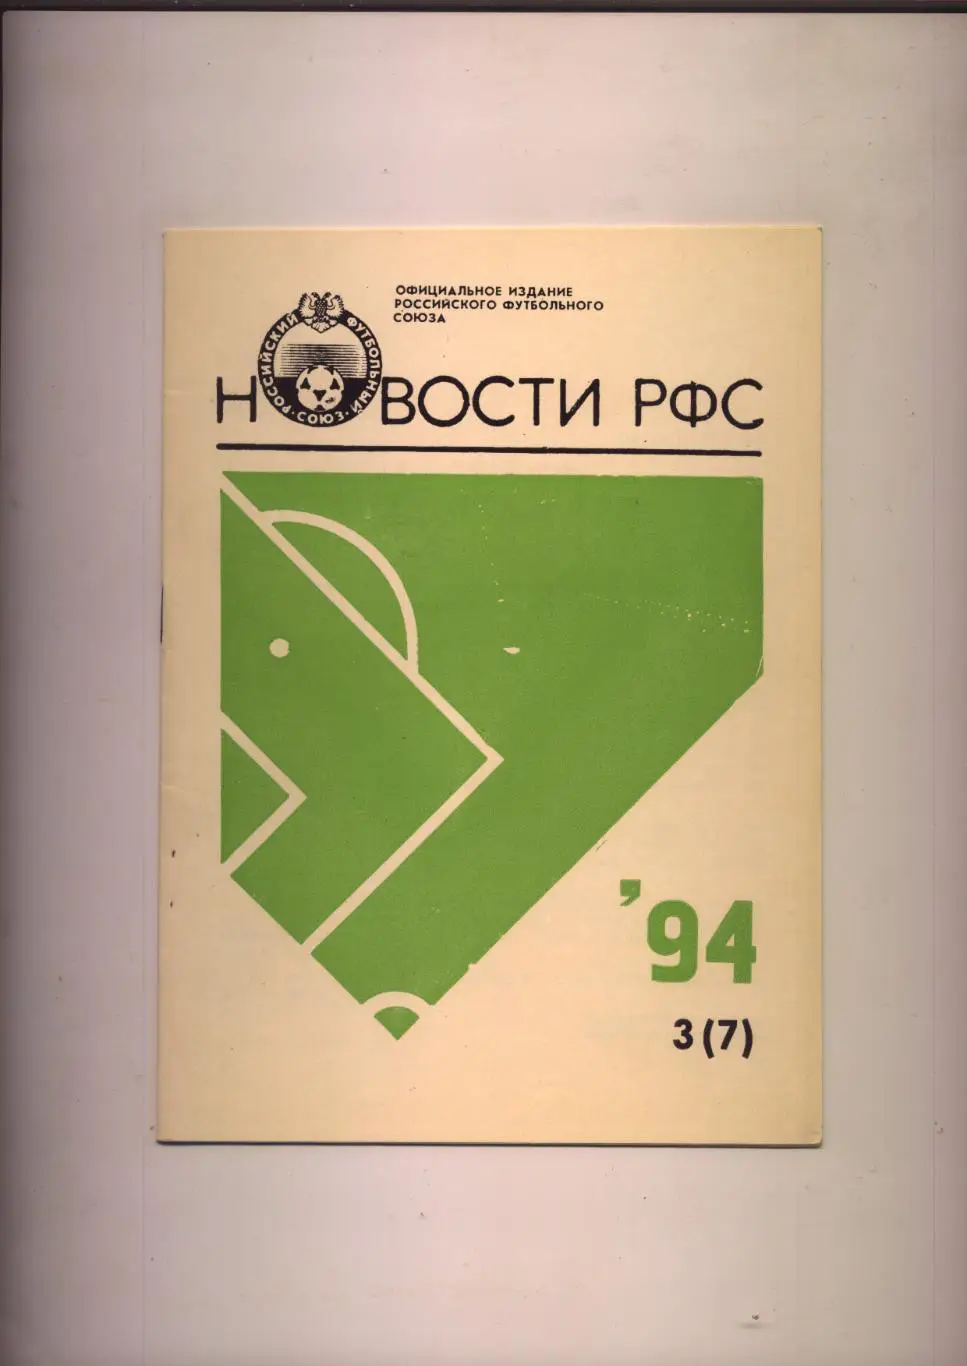 ОФИЦИАЛЬНОЕ ИЗДАНИЕ
РОССИЙСКОГО ФУТБОЛЬНОГО
СОЮЗА
РОССИЙСКИЙ ФУТБОЛЬНЫЙ
·СОЮЗ·
НОВОСТИ РФС
'94
3(7)